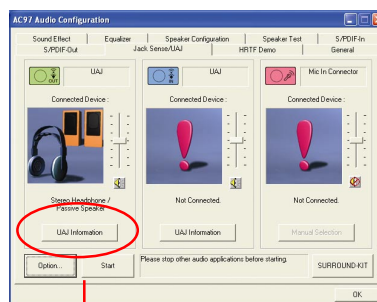 AC97 Audio Configuration
Sound Effect Equalizer Speaker Configuration Speaker Test S/PDIF-In
S/PDIF-Out Jack Sense/UAJ HRTF Demo General
OUT UAJ IN UAJ Mic In Connector
Connected Device : Connected Device : Connected Device :
Stereo Headphone / Not Connected. Not Connected.
Passive Speaker
UAJ Information UAJ Information Manual Selection
Option... Start Please stop other audio applications before starting. SURROUND-KIT
OK